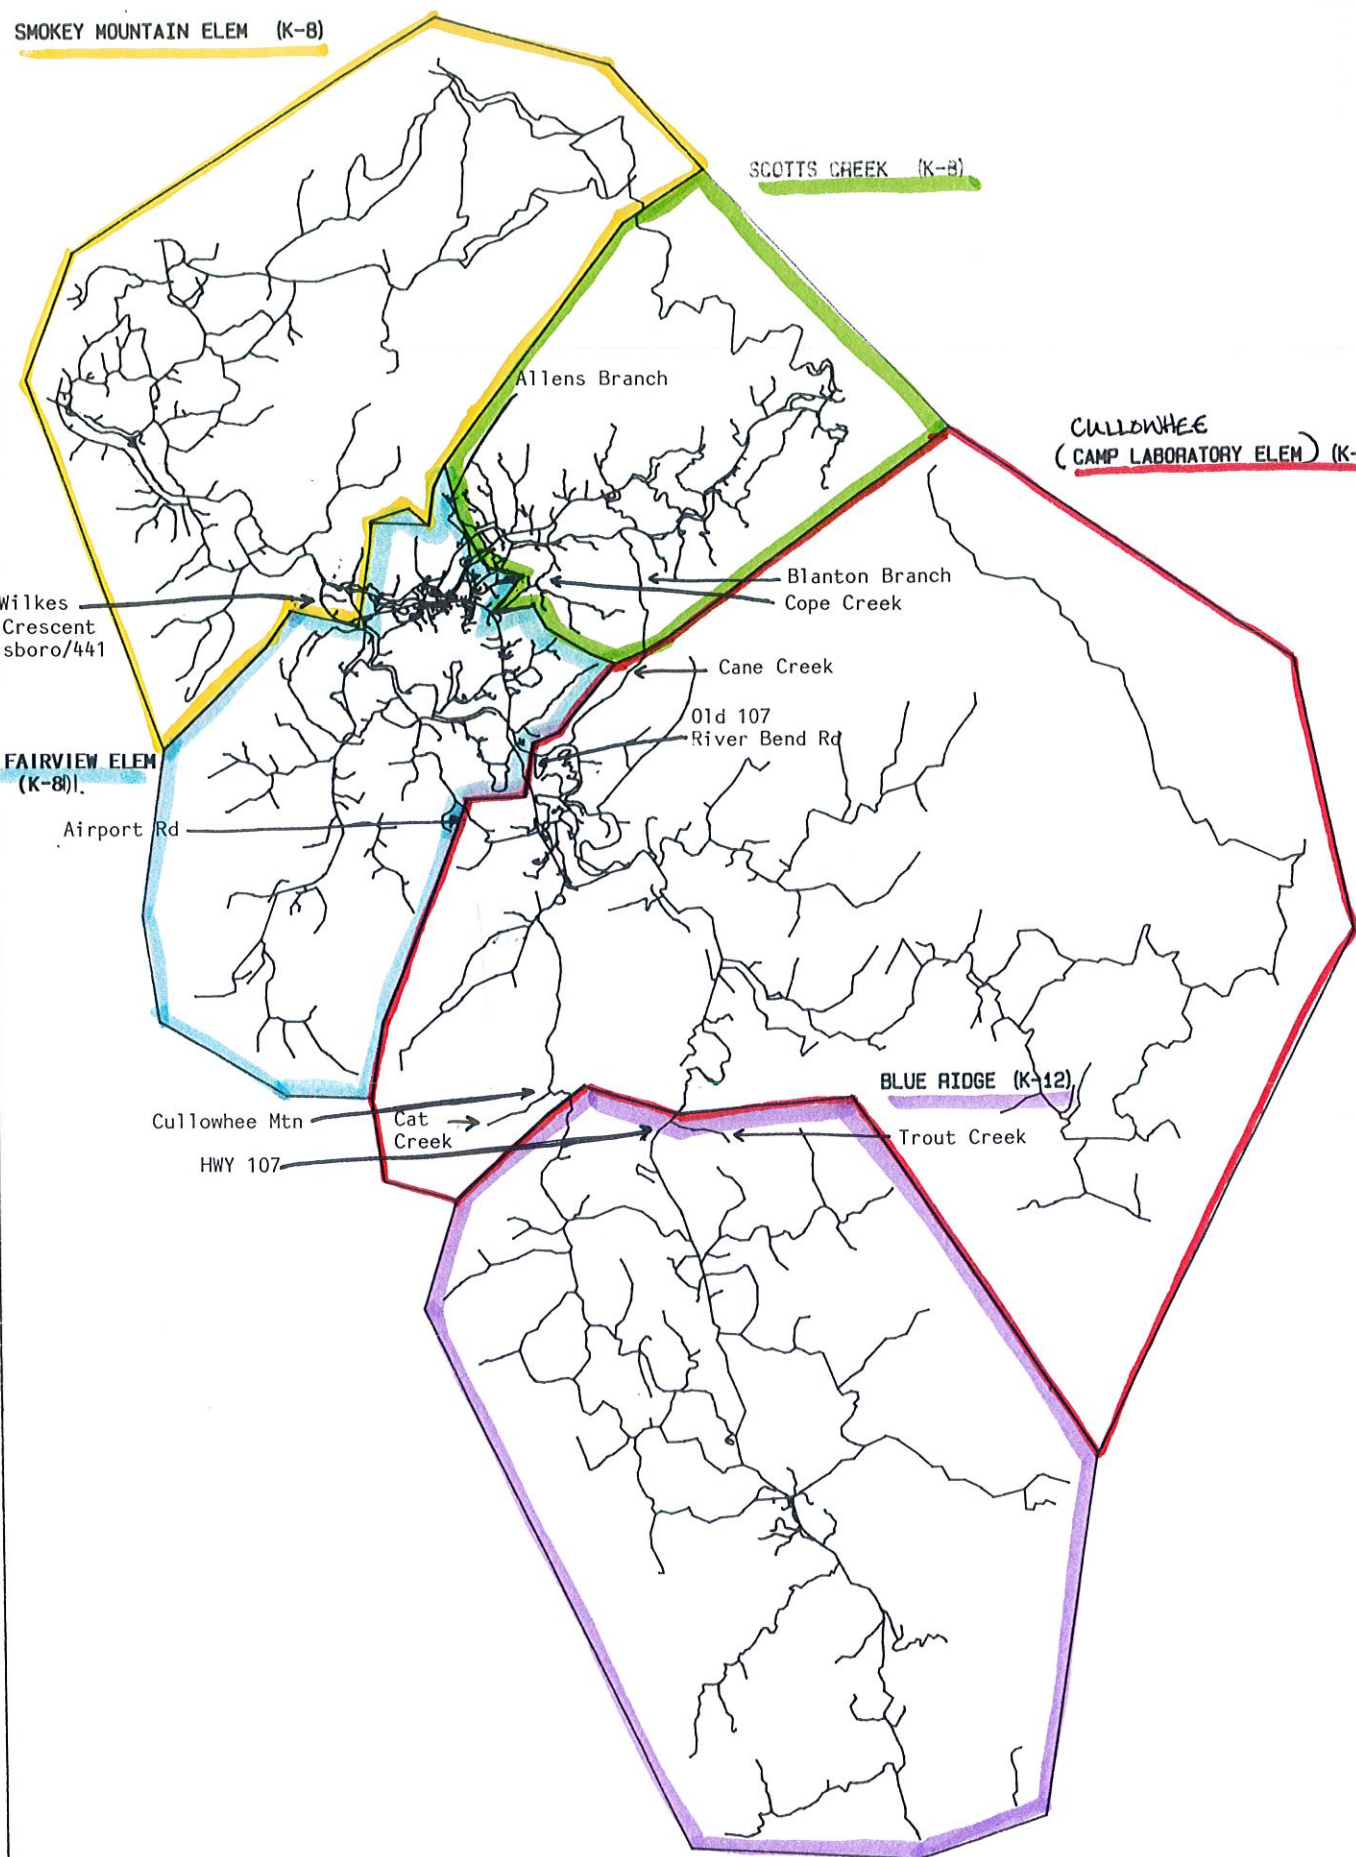 SMOKEY MOUNTAIN ELEM (K-8)
SCOTTS CREEK (K-8)
Allens Branch
CULLOWHEE
(CAMP LABORATORY ELEM) (K-
Blanton Branch
Cope Creek
Wilkes
Crescent
sboro/441
Cane Creek
Old 107
River Bend Rd
FAIRVIEW ELEM
(K-8)
Airport Rd
BLUE RIDGE (K-12)
Cullowhee Mtn
Cat
Creek
Trout Creek
HWY 107